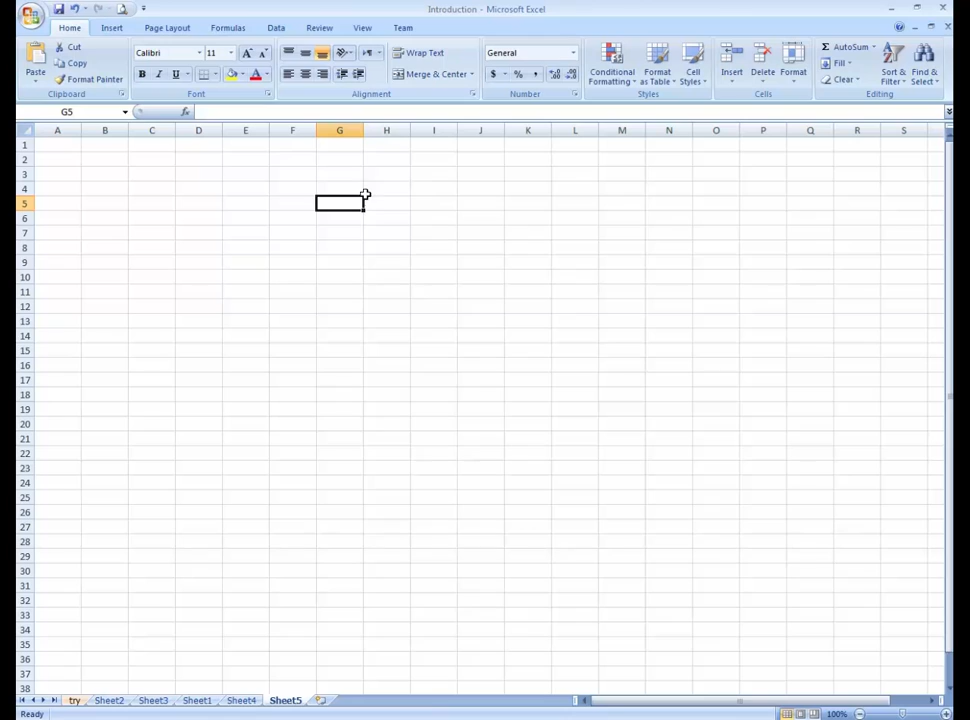 Introduction - Microsoft Excel
Home Insert Page Layout Formulas Data Review View Team
Paste Cut Copy Format Painter
Calibri 11
B I U A A A
Wrap Text
Merge & Center
General
$ % , .0 .00 .00 .0
Conditional Formatting Format as Table Cell Styles
Insert Delete Format
Σ AutoSum Fill Clear
Sort & Filter Find & Select
Clipboard Font Alignment Number Styles Cells Editing
G5 fx
A B C D E F G H I J K L M N O P Q R S
1
2
3
4
5
6
7
8
9
10
11
12
13
14
15
16
17
18
19
20
21
22
23
24
25
26
27
28
29
30
31
32
33
34
35
36
37
38
try Sheet2 Sheet3 Sheet1 Sheet4 Sheet5
Ready 100%